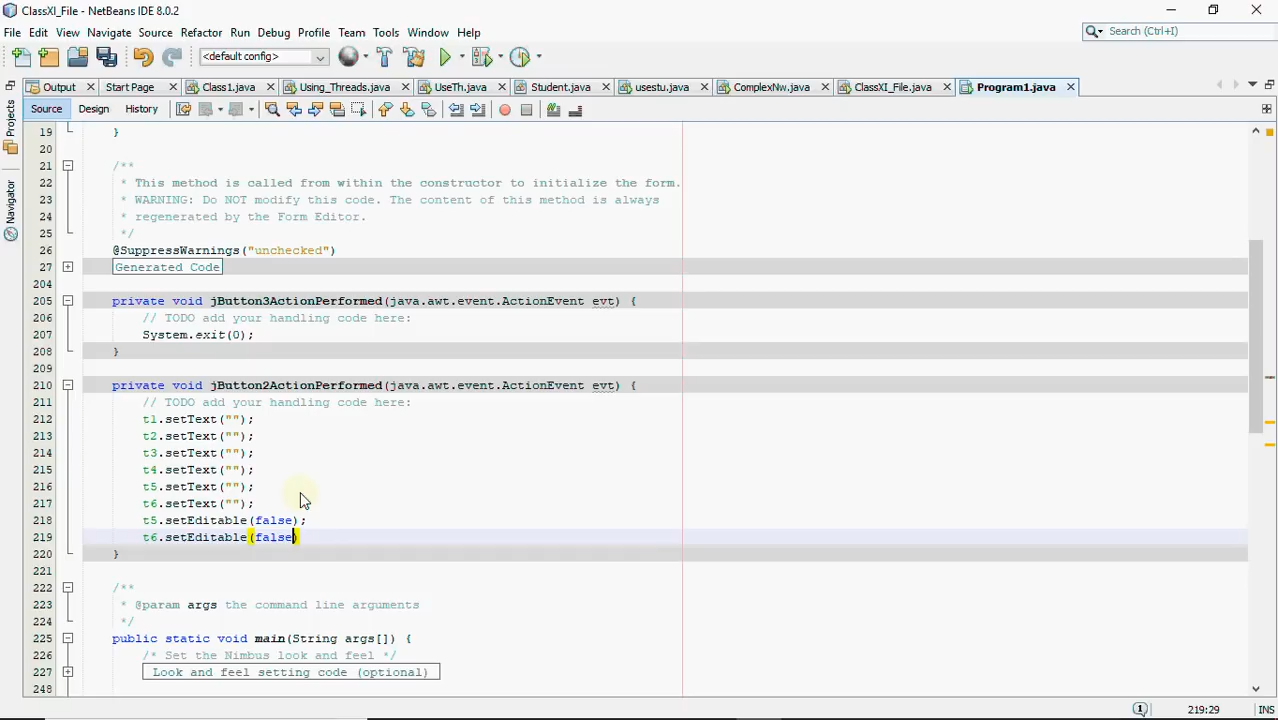 ClassXI_File - NetBeans IDE 8.0.2
File Edit View Navigate Source Refactor Run Debug Profile Team Tools Window Help
Search (Ctrl+I)
<default config>
Output Start Page Class1.java Using_Threads.java UseTh.java Student.java usestu.java ComplexNw.java ClassXI_File.java Program1.java
Source Design History
Projects
Navigator
19 }
20
21 /**
22 * This method is called from within the constructor to initialize the form.
23 * WARNING: Do NOT modify this code. The content of this method is always
24 * regenerated by the Form Editor.
25 */
26 @SuppressWarnings("unchecked")
27 Generated Code
204
205 private void jButton3ActionPerformed(java.awt.event.ActionEvent evt) {
206 // TODO add your handling code here:
207 System.exit(0);
208 }
209
210 private void jButton2ActionPerformed(java.awt.event.ActionEvent evt) {
211 // TODO add your handling code here:
212 t1.setText("");
213 t2.setText("");
214 t3.setText("");
215 t4.setText("");
216 t5.setText("");
217 t6.setText("");
218 t5.setEditable(false);
219 t6.setEditable(false)
220 }
221
222 /**
223 * @param args the command line arguments
224 */
225 public static void main(String args[]) {
226 /* Set the Nimbus look and feel */
227 Look and feel setting code (optional)
248
1 219:29 INS